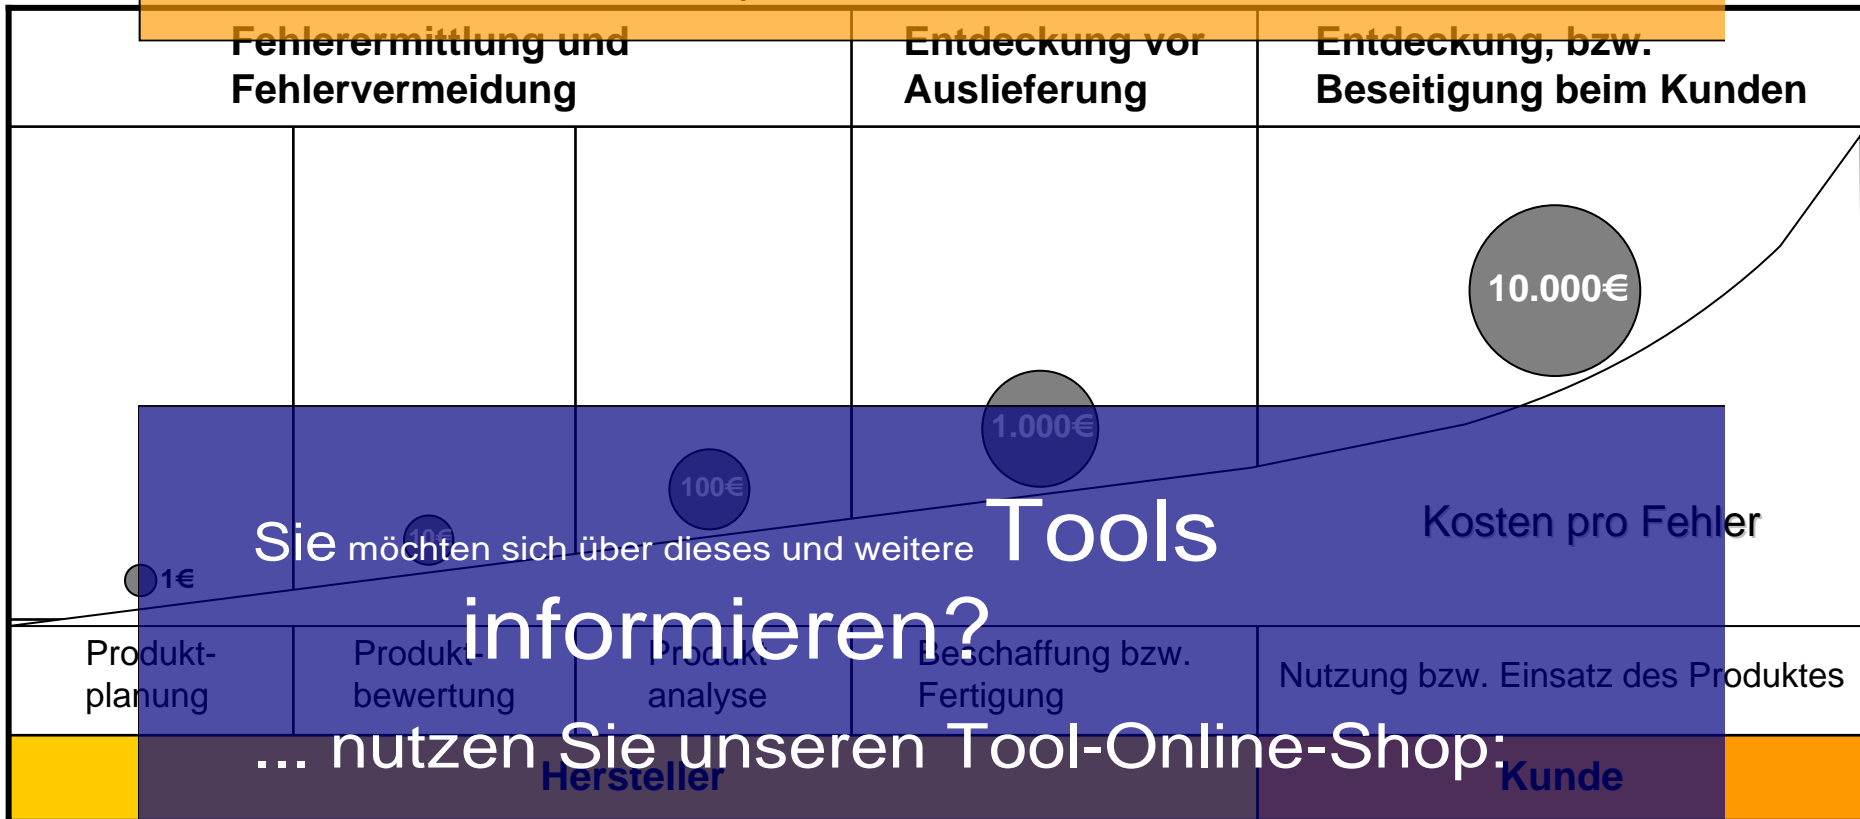 Fehlerermittlung und
Fehlervermeidung
Entdeckung vor
Auslieferung
Entdeckung, bzw.
Beseitigung beim Kunden
10.000€
1.000€
100€
10€
1€
Kosten pro Fehler
Sie möchten sich über dieses und weitere Tools
informieren?
Produkt-
planung
Produkt-
bewertung
Produkt
analyse
Beschaffung bzw.
Fertigung
Nutzung bzw. Einsatz des Produktes
... nutzen Sie unseren Tool-Online-Shop:
Hersteller
Kunde